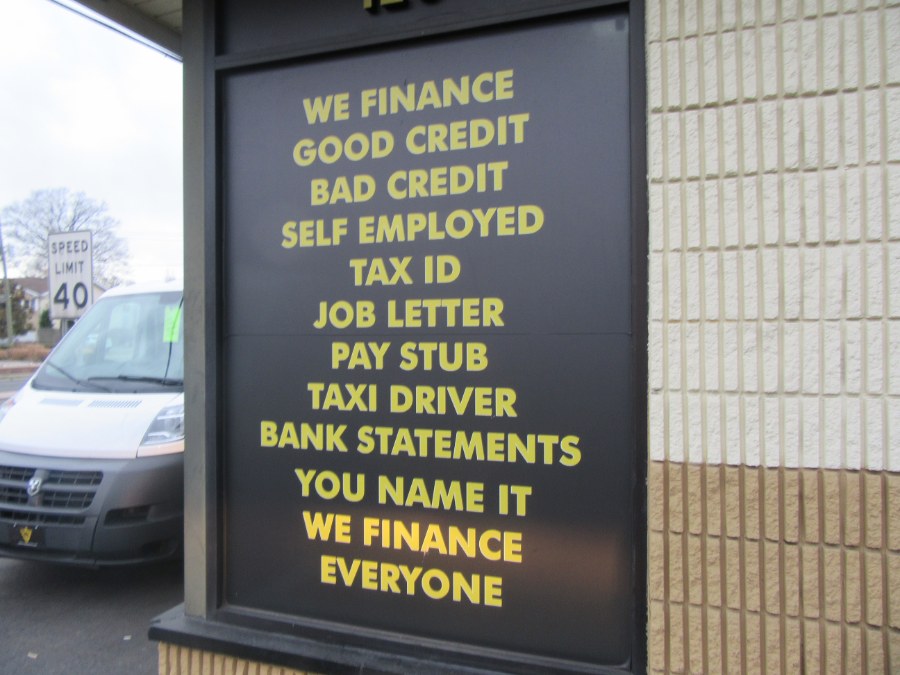 WE FINANCE
GOOD CREDIT
BAD CREDIT
SELF EMPLOYED
TAX ID
JOB LETTER
PAY STUB
TAXI DRIVER
BANK STATEMENTS
YOU NAME IT
WE FINANCE
EVERYONE
SPEED
LIMIT
40